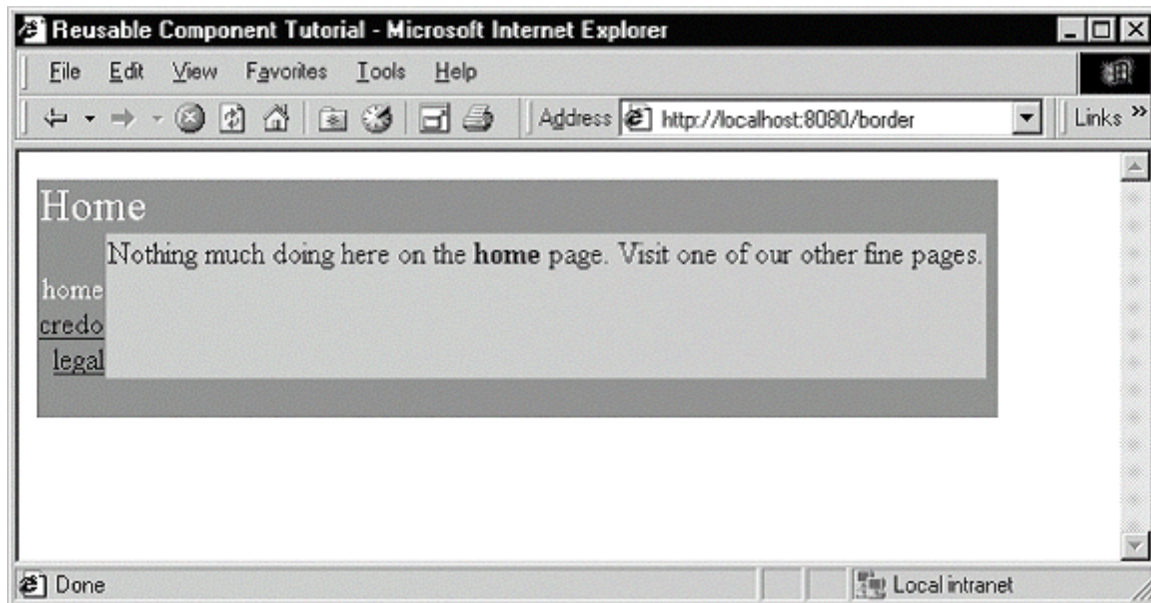 Reusable Component Tutorial - Microsoft Internet Explorer
File Edit View Favorites Tools Help
Address http://localhost:8080/border Links »
Home
Nothing much doing here on the home page. Visit one of our other fine pages.
home
credo
legal
Done Local intranet